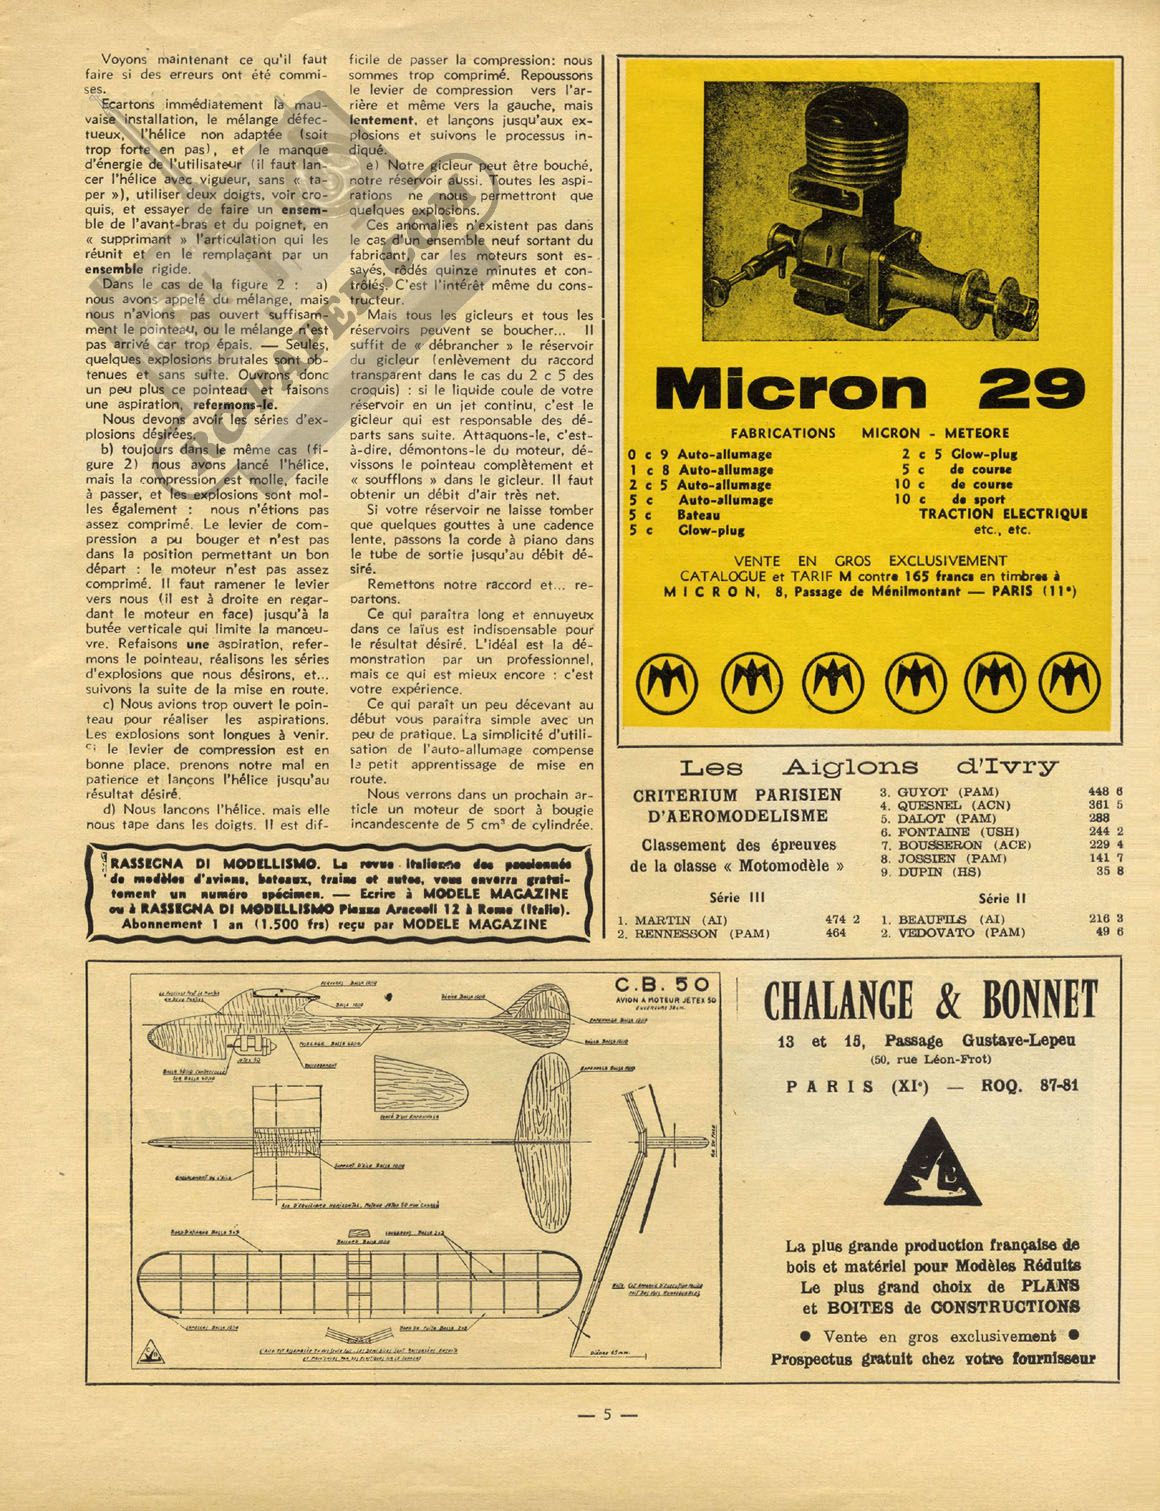 Voyons maintenant ce qu'il faut
faire si des erreurs ont été commi-
ses.
Ecartons immédiatement la mau-
vaise installation, le mélange défec-
tueux, l'hélice non adaptée (soit
trop forte en pas), et le manque
d'énergie de l'utilisateur (il faut lan-
cer l'hélice avec vigueur, sans « ta-
per »), utiliser deux doigts, voir cro-
quis, et essayer de faire un ensem-
ble de l'avant-bras et du poignet, en
« supprimant » l'articulation qui les
réunit et en le remplaçant par un
ensemble rigide.
Dans le cas de la figure 2 : a)
nous avons appelé du mélange, mais
nous n'avions pas ouvert suffisam-
ment le pointeau, ou le mélange n'est
pas arrivé car trop épais. — Seules,
quelques explosions brutales sont ob-
tenues et sans suite. Ouvrons donc
un peu plus ce pointeau et faisons
une aspiration, refermons-le.
Nous devons avoir les séries d'ex-
plosions désirées.
b) toujours dans le même cas (fi-
gure 2) nous avons lancé l'hélice,
mais la compression est molle, facile
à passer, et les explosions sont mol-
les également : nous n'étions pas
assez comprimé. Le levier de com-
pression a pu bouger et n'est pas
dans la position permettant un bon
départ : le moteur n'est pas assez
comprimé. Il faut ramener le levier
vers nous (il est à droite en regar-
dant le moteur en face) jusqu'à la
butée verticale qui limite la manœu-
vre. Refaisons une aspiration, refer-
mons le pointeau, réalisons les séries
d'explosions que nous désirons, et...
suivons la suite de la mise en route.
c) Nous avions trop ouvert le poin-
teau pour réaliser les aspirations.
Les explosions sont longues à venir.
Si le levier de compression est en
bonne place, prenons notre mal en
patience et lançons l'hélice jusqu'au
résultat désiré.
d) Nous lancons l'hélice, mais elle
nous tape dans les doigts. Il est dif-
ficile de passer la compression: nous
sommes trop comprimé. Repoussons
le levier de compression vers l'ar-
rière et même vers la gauche, mais
lentement, et lançons jusqu'aux ex-
plosions et suivons le processus in-
diqué.
e) Notre gicleur peut être bouché,
notre réservoir aussi. Toutes les aspi-
rations ne nous permettront que
quelques explosions.
Ces anomalies n'existent pas dans
le cas d'un ensemble neuf sortant du
fabricant, car les moteurs sont es-
sayés, rôdés quinze minutes et con-
trôlés. C'est l'intérêt même du cons-
tructeur.
Mais tous les gicleurs et tous les
réservoirs peuvent se boucher... Il
suffit de « débrancher » le réservoir
du gicleur (enlèvement du raccord
transparent dans le cas du 2 c 5 des
croquis) : si le liquide coule de votre
réservoir en un jet continu, c'est le
gicleur qui est responsable des dé-
parts sans suite. Attaquons-le, c'est-
à-dire, démontons-le du moteur, dé-
vissons le pointeau complètement et
« soufflons » dans le gicleur. Il faut
obtenir un débit d'air très net.
Si votre réservoir ne laisse tomber
que quelques gouttes à une cadence
lente, passons la corde à piano dans
le tube de sortie jusqu'au débit dé-
siré.
Remettons notre raccord et... re-
partons.
Ce qui paraîtra long et ennuyeux
dans ce laïus est indispensable pour
le résultat désiré. L'idéal est la dé-
monstration par un professionnel,
mais ce qui est mieux encore : c'est
votre expérience.
Ce qui paraît un peu décevant au
début vous paraitra simple avec un
peu de pratique. La simplicité d'utili-
sation de l'auto-allumage compense
le petit apprentissage de mise en
route.
Nous verrons dans un prochain ar-
ticle un moteur de sport à bougie
incandescente de 5 cm³ de cylindrée.
RCPAPER.COM
RASSEGNA DI MODELLISMO. La revue italienne des passionnés
de modèles d'avions, bateaux, trains et autos, vous enverra gratui-
tement un numéro spécimen. — Ecrire à MODELE MAGAZINE
ou à RASSEGNA DI MODELLISMO Piazza Aracoeli 12 à Rome (Italie).
Abonnement 1 an (1.500 frs) reçu par MODELE MAGAZINE
Micron 29
FABRICATIONS MICRON - METEORE
0 c 9 Auto-allumage
1 c 8 Auto-allumage
2 c 5 Auto-allumage
5 c Auto-allumage
5 c Bateau
5 c Glow-plug
2 c 5 Glow-plug
5 c de course
10 c de course
10 c de sport
TRACTION ELECTRIQUE
etc., etc.
VENTE EN GROS EXCLUSIVEMENT
CATALOGUE et TARIF M contre 165 francs en timbres à
MICRON, 8, Passage de Ménilmontant — PARIS (11e)
Les Aiglons d'Ivry
CRITERIUM PARISIEN
D'AEROMODELISME
Classement des épreuves
de la classe « Motomodèle »
Série III
1. MARTIN (AI) 474 2
2. RENNESSON (PAM) 464
3. GUYOT (PAM) 448 6
4. QUESNEL (ACN) 361 5
5. DALOT (PAM) 288
6. FONTAINE (USH) 244 2
7. BOUSSERON (ACE) 229 4
8. JOSSIEN (PAM) 141 7
9. DUPIN (HS) 35 8
Série II
1. BEAUFILS (AI) 216 3
2. VEDOVATO (PAM) 49 6
C.B. 50
AVION A MOTEUR JETEX 50
JETEX 50
CHALANGE & BONNET
13 et 15, Passage Gustave-Lepeu
(50, rue Léon-Frot)
PARIS (XIe) — ROQ. 87-81
La plus grande production française de
bois et matériel pour Modèles Réduits
Le plus grand choix de PLANS
et BOITES de CONSTRUCTIONS
● Vente en gros exclusivement ●
Prospectus gratuit chez votre fournisseur
— 5 —